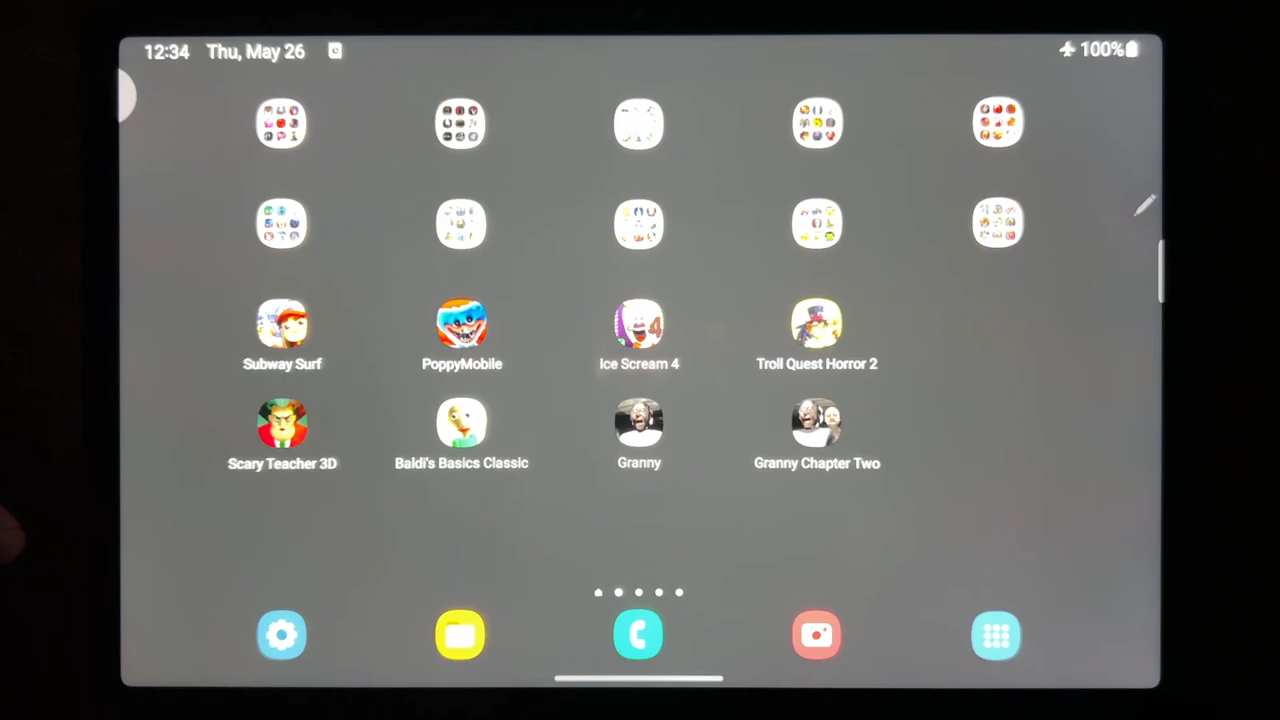 12:34 Thu, May 26 100%
Subway Surf PoppyMobile Ice Scream 4 Troll Quest Horror 2
4
Scary Teacher 3D Baldi's Basics Classic Granny Granny Chapter Two